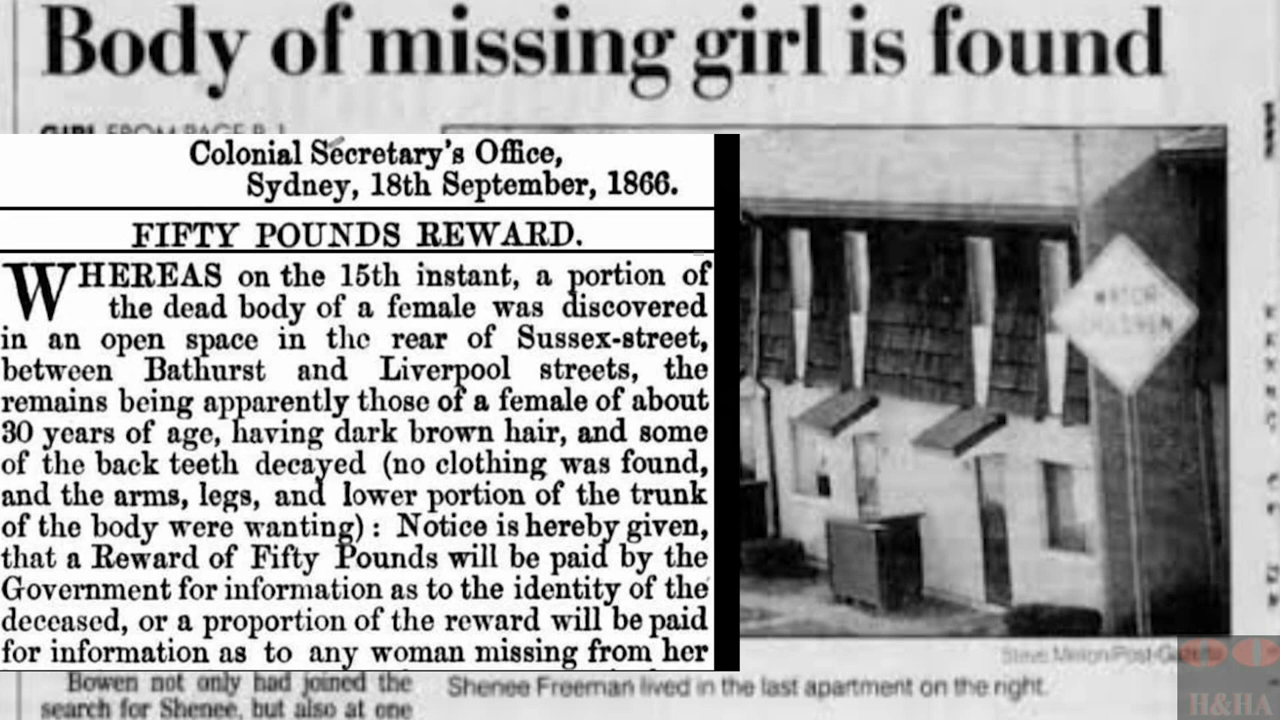 Body of missing girl is found
GIRL FROM PAGE B-1
Colonial Secretary's Office,
Sydney, 18th September, 1866.
FIFTY POUNDS REWARD.
WHEREAS on the 15th instant, a portion of
the dead body of a female was discovered
in an open space in the rear of Sussex-street,
between Bathurst and Liverpool streets, the
remains being apparently those of a female of about
30 years of age, having dark brown hair, and some
of the back teeth decayed (no clothing was found,
and the arms, legs, and lower portion of the trunk
of the body were wanting) : Notice is hereby given,
that a Reward of Fifty Pounds will be paid by the
Government for information as to the identity of the
deceased, or a proportion of the reward will be paid
for information as to any woman missing from her
WATCH
CHILDREN
Bowen not only had joined the
search for Shenee, but also at one
Shenee Freeman lived in the last apartment on the right.
H&HA